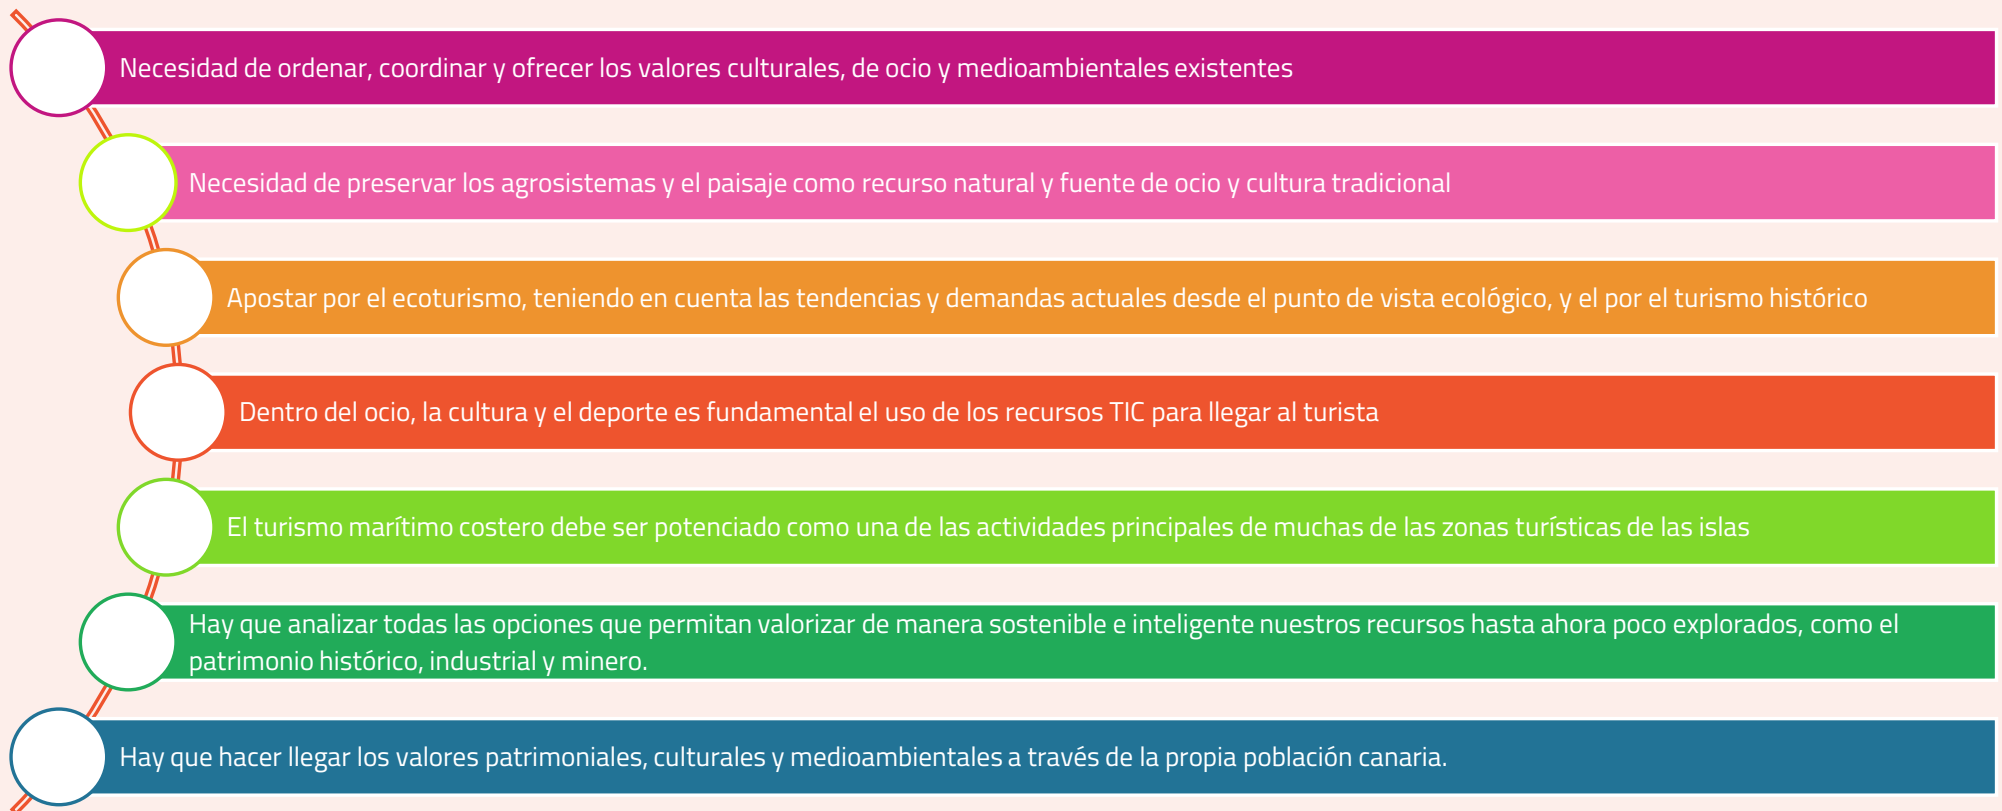 Necesidad de ordenar, coordinar y ofrecer los valores culturales, de ocio y medioambientales existentes
Necesidad de preservar los agrosistemas y el paisaje como recurso natural y fuente de ocio y cultura tradicional
Apostar por el ecoturismo, teniendo en cuenta las tendencias y demandas actuales desde el punto de vista ecológico, y el por el turismo histórico
Dentro del ocio, la cultura y el deporte es fundamental el uso de los recursos TIC para llegar al turista
El turismo marítimo costero debe ser potenciado como una de las actividades principales de muchas de las zonas turísticas de las islas
Hay que analizar todas las opciones que permitan valorizar de manera sostenible e inteligente nuestros recursos hasta ahora poco explorados, como el
patrimonio histórico, industrial y minero.
Hay que hacer llegar los valores patrimoniales, culturales y medioambientales a través de la propia población canaria.